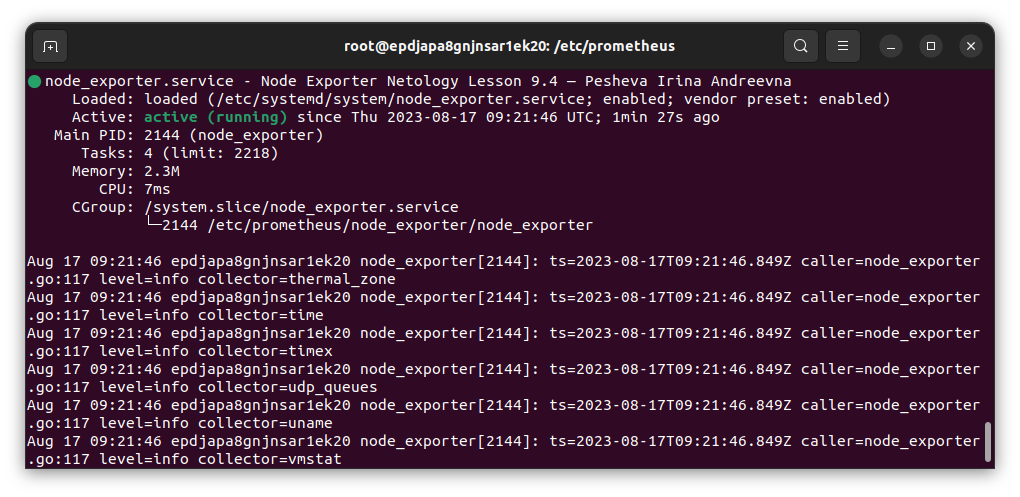 root@epdjapa8gnjnsar1ek20: /etc/prometheus
node_exporter.service - Node Exporter Netology Lesson 9.4 — Pesheva Irina Andreevna
Loaded: loaded (/etc/systemd/system/node_exporter.service; enabled; vendor preset: enabled)
Active: active (running) since Thu 2023-08-17 09:21:46 UTC; 1min 27s ago
Main PID: 2144 (node_exporter)
Tasks: 4 (limit: 2218)
Memory: 2.3M
CPU: 7ms
CGroup: /system.slice/node_exporter.service
└─2144 /etc/prometheus/node_exporter/node_exporter
Aug 17 09:21:46 epdjapa8gnjnsar1ek20 node_exporter[2144]: ts=2023-08-17T09:21:46.849Z caller=node_exporter
.go:117 level=info collector=thermal_zone
Aug 17 09:21:46 epdjapa8gnjnsar1ek20 node_exporter[2144]: ts=2023-08-17T09:21:46.849Z caller=node_exporter
.go:117 level=info collector=time
Aug 17 09:21:46 epdjapa8gnjnsar1ek20 node_exporter[2144]: ts=2023-08-17T09:21:46.849Z caller=node_exporter
.go:117 level=info collector=timex
Aug 17 09:21:46 epdjapa8gnjnsar1ek20 node_exporter[2144]: ts=2023-08-17T09:21:46.849Z caller=node_exporter
.go:117 level=info collector=udp_queues
Aug 17 09:21:46 epdjapa8gnjnsar1ek20 node_exporter[2144]: ts=2023-08-17T09:21:46.849Z caller=node_exporter
.go:117 level=info collector=uname
Aug 17 09:21:46 epdjapa8gnjnsar1ek20 node_exporter[2144]: ts=2023-08-17T09:21:46.849Z caller=node_exporter
.go:117 level=info collector=vmstat